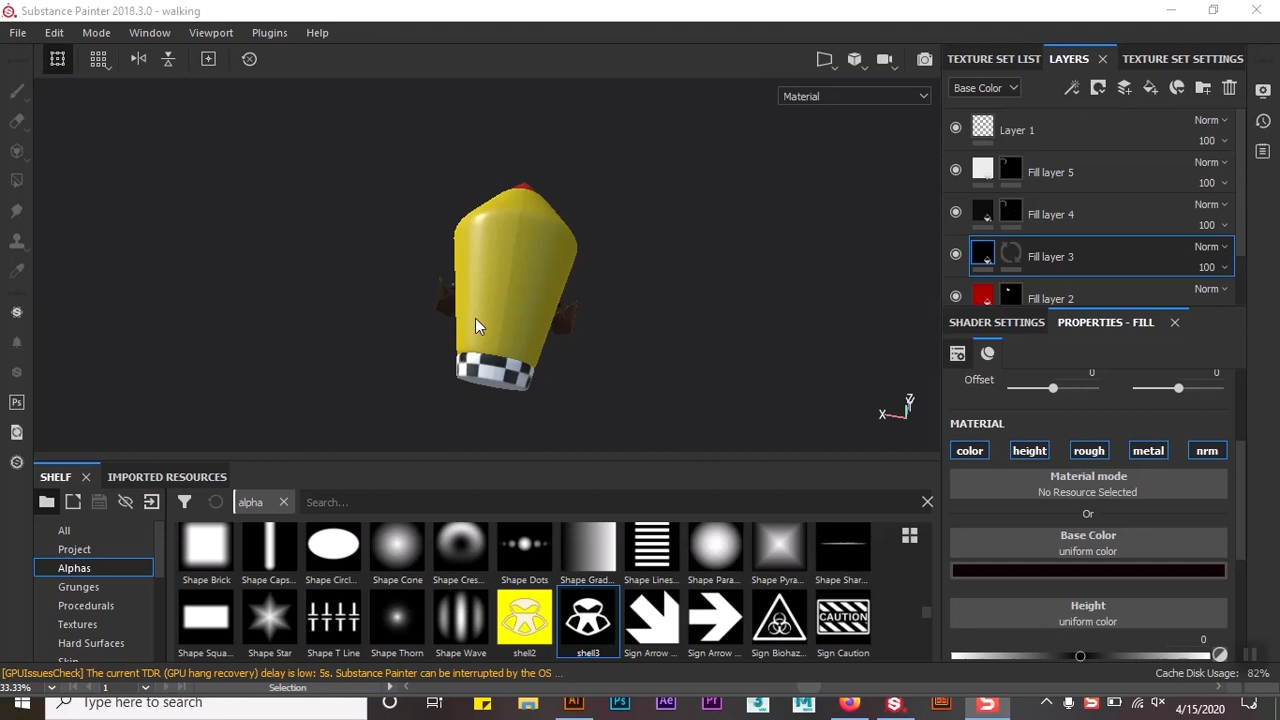 Substance Painter 2018.3.0 - walking
File Edit Mode Window Viewport Plugins Help
TEXTURE SET LIST LAYERS TEXTURE SET SETTINGS
Material
Base Color
Layer 1 Norm 100
Fill layer 5 Norm 100
Fill layer 4 Norm 100
Fill layer 3 Norm 100
Fill layer 2 Norm
SHADER SETTINGS PROPERTIES - FILL
Offset 0 0
MATERIAL
color height rough metal nrm
Material mode
No Resource Selected
Or
Base Color
uniform color
Height
uniform color
0
X Y Z
SHELF IMPORTED RESOURCES
alpha Search...
All
Project
Alphas
Grunges
Procedurals
Textures
Hard Surfaces
Skin
Shape Brick Shape Caps... Shape Circl... Shape Cone Shape Cres... Shape Dots Shape Grad... Shape Lines... Shape Para... Shape Pyra... Shape Shar...
CAUTION
Shape Squa... Shape Star Shape T Line Shape Thorn Shape Wave shell2 shell3 Sign Arrow ... Sign Arrow ... Sign Biohaz... Sign Caution
[GPUIssuesCheck] The current TDR (GPU hang recovery) delay is low: 5s. Substance Painter can be interrupted by the OS ... Cache Disk Usage: 82%
33.33% 1 Selection
Type here to search
Ai Ps Ae Pr 3 M
4/15/2020